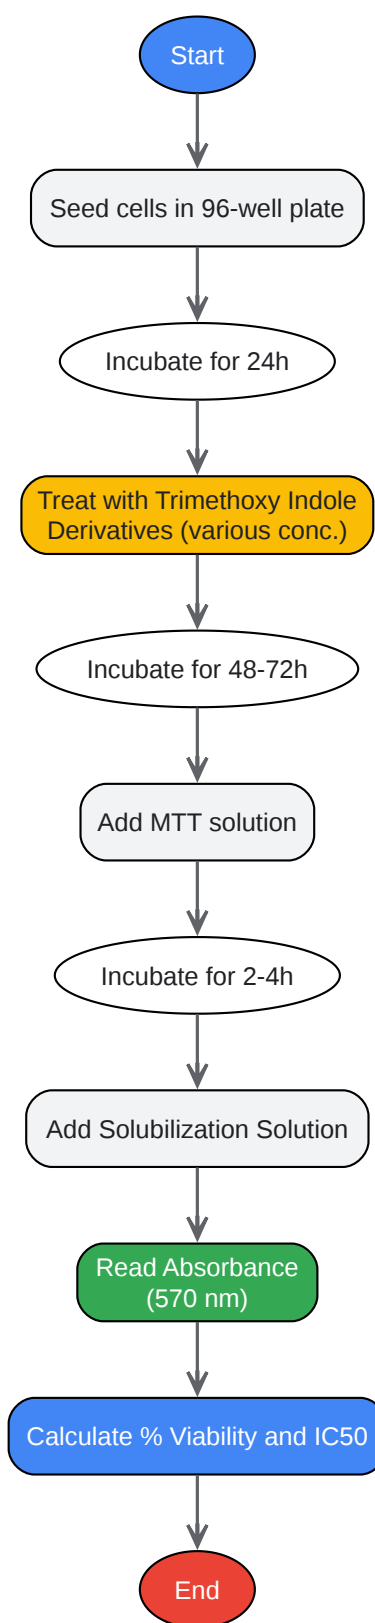 Start
Seed cells in 96-well plate
Incubate for 24h
Treat with Trimethoxy Indole
Derivatives (various conc.)
Incubate for 48-72h
Add MTT solution
Incubate for 2-4h
Add Solubilization Solution
Read Absorbance
(570 nm)
Calculate % Viability and IC50
End